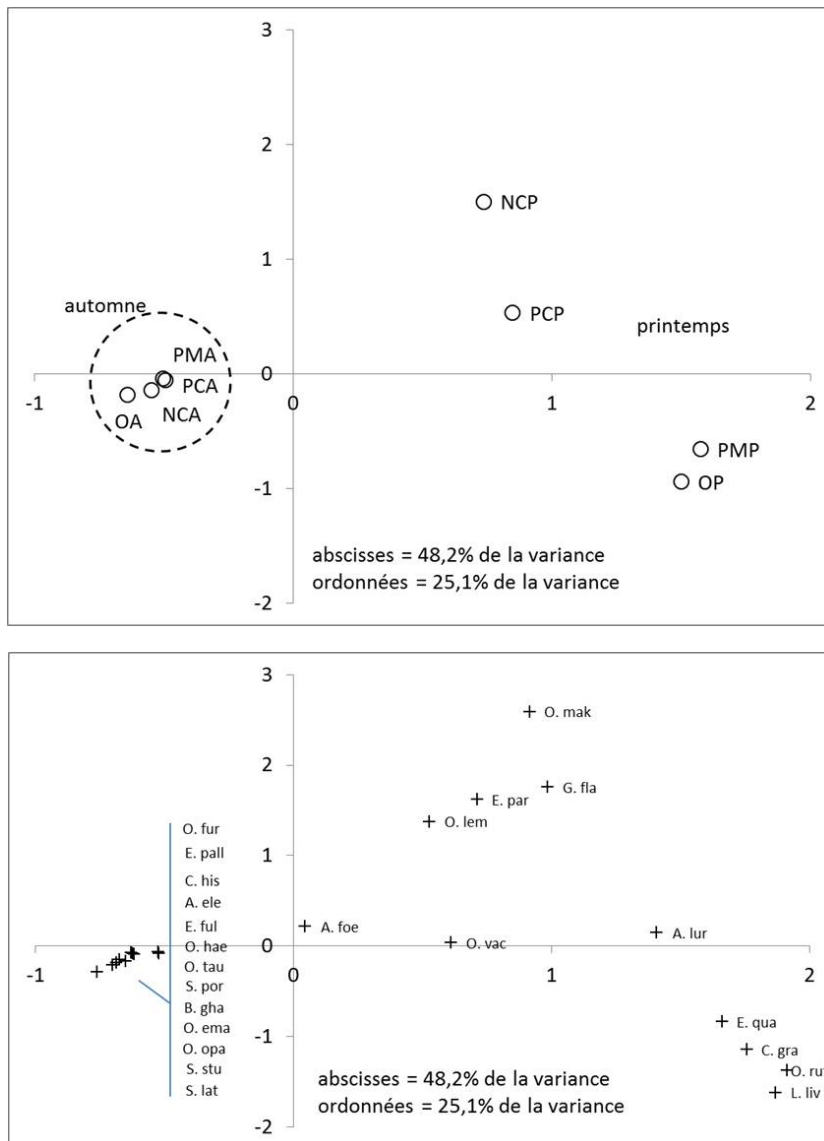 3
2
NCP
1
PCP
automne
printemps
PMA
0
PCA
-1
0
1
2
OA
NCA
PMP
-1
OP
abscisses = 48,2% de la variance
ordonnées = 25,1% de la variance
-2
3
O. mak
2
G. fla
E. par
O. lem
O. fur
E. pall
1
C. his
A. ele
E. ful
A. foe
O. hae
0
O. vac
A. lur
-1
0
1
2
O. tau
S. por
B. gha
E. qua
O. ema
-1
C. gra
O. opa
S. stu
O. ruf
S. lat
L. liv
abscisses = 48,2% de la variance
ordonnées = 25,1% de la variance
-2